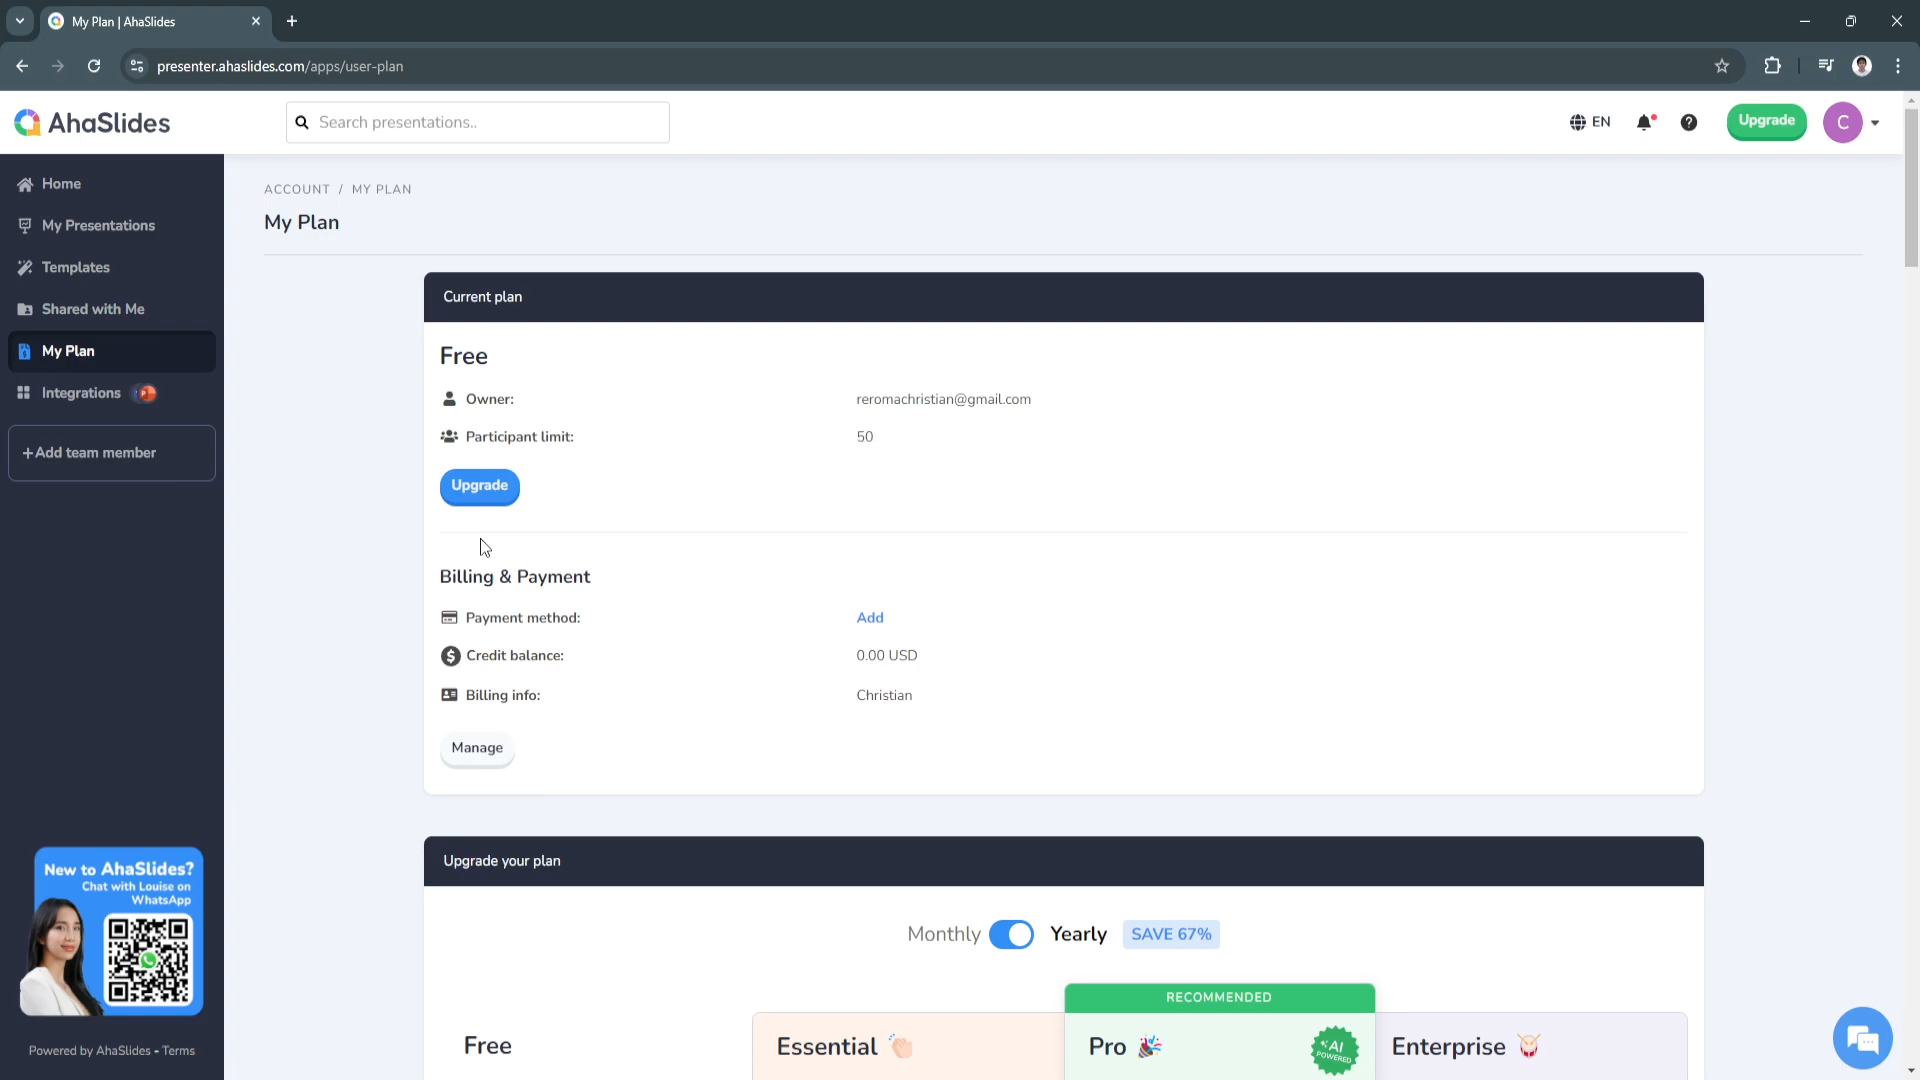 My Plan | AhaSlides
presenter.ahaslides.com/apps/user-plan
AhaSlides
Search presentations..
EN
Upgrade
C
Home
My Presentations
Templates
Shared with Me
My Plan
Integrations
+Add team member
New to AhaSlides?
Chat with Louise on
WhatsApp
Powered by AhaSlides - Terms
ACCOUNT / MY PLAN
My Plan
Current plan
Free
Owner: reromachristian@gmail.com
Participant limit: 50
Upgrade
Billing & Payment
Payment method: Add
Credit balance: 0.00 USD
Billing info: Christian
Manage
Upgrade your plan
Monthly Yearly SAVE 67%
RECOMMENDED
Free
Essential
Pro
AI
POWERED
Enterprise